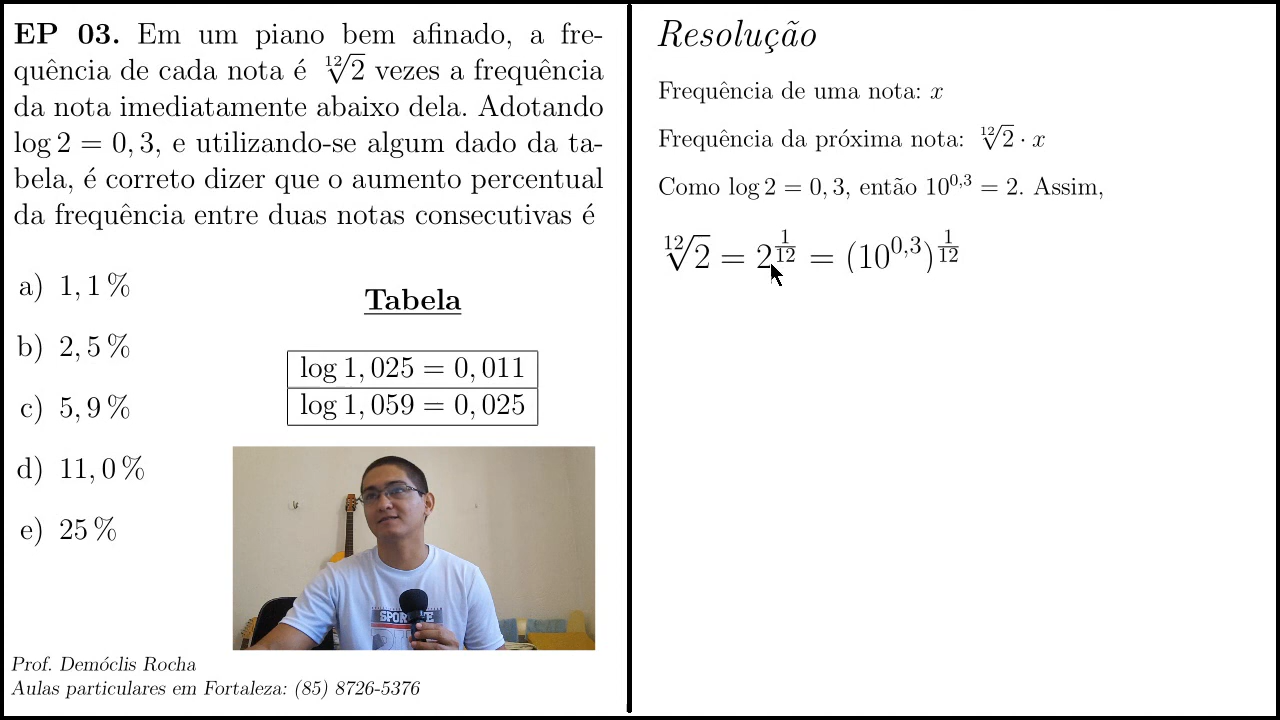 EP 03. Em um piano bem afinado, a fre-
quência de cada nota é ¹²√2 vezes a frequência
da nota imediatamente abaixo dela. Adotando
log 2 = 0, 3, e utilizando-se algum dado da ta-
bela, é correto dizer que o aumento percentual
da frequência entre duas notas consecutivas é
a) 1, 1 %
b) 2, 5 %
c) 5, 9 %
d) 11, 0 %
e) 25 %
Tabela
log 1, 025 = 0, 011
log 1, 059 = 0, 025
Prof. Demóclis Rocha
Aulas particulares em Fortaleza: (85) 8726-5376
Resolução
Frequência de uma nota: x
Frequência da próxima nota: ¹²√2 · x
Como log 2 = 0, 3, então 10^{0,3} = 2. Assim,
¹²√2 = 2^{1/12} = (10^{0,3})^{1/12}